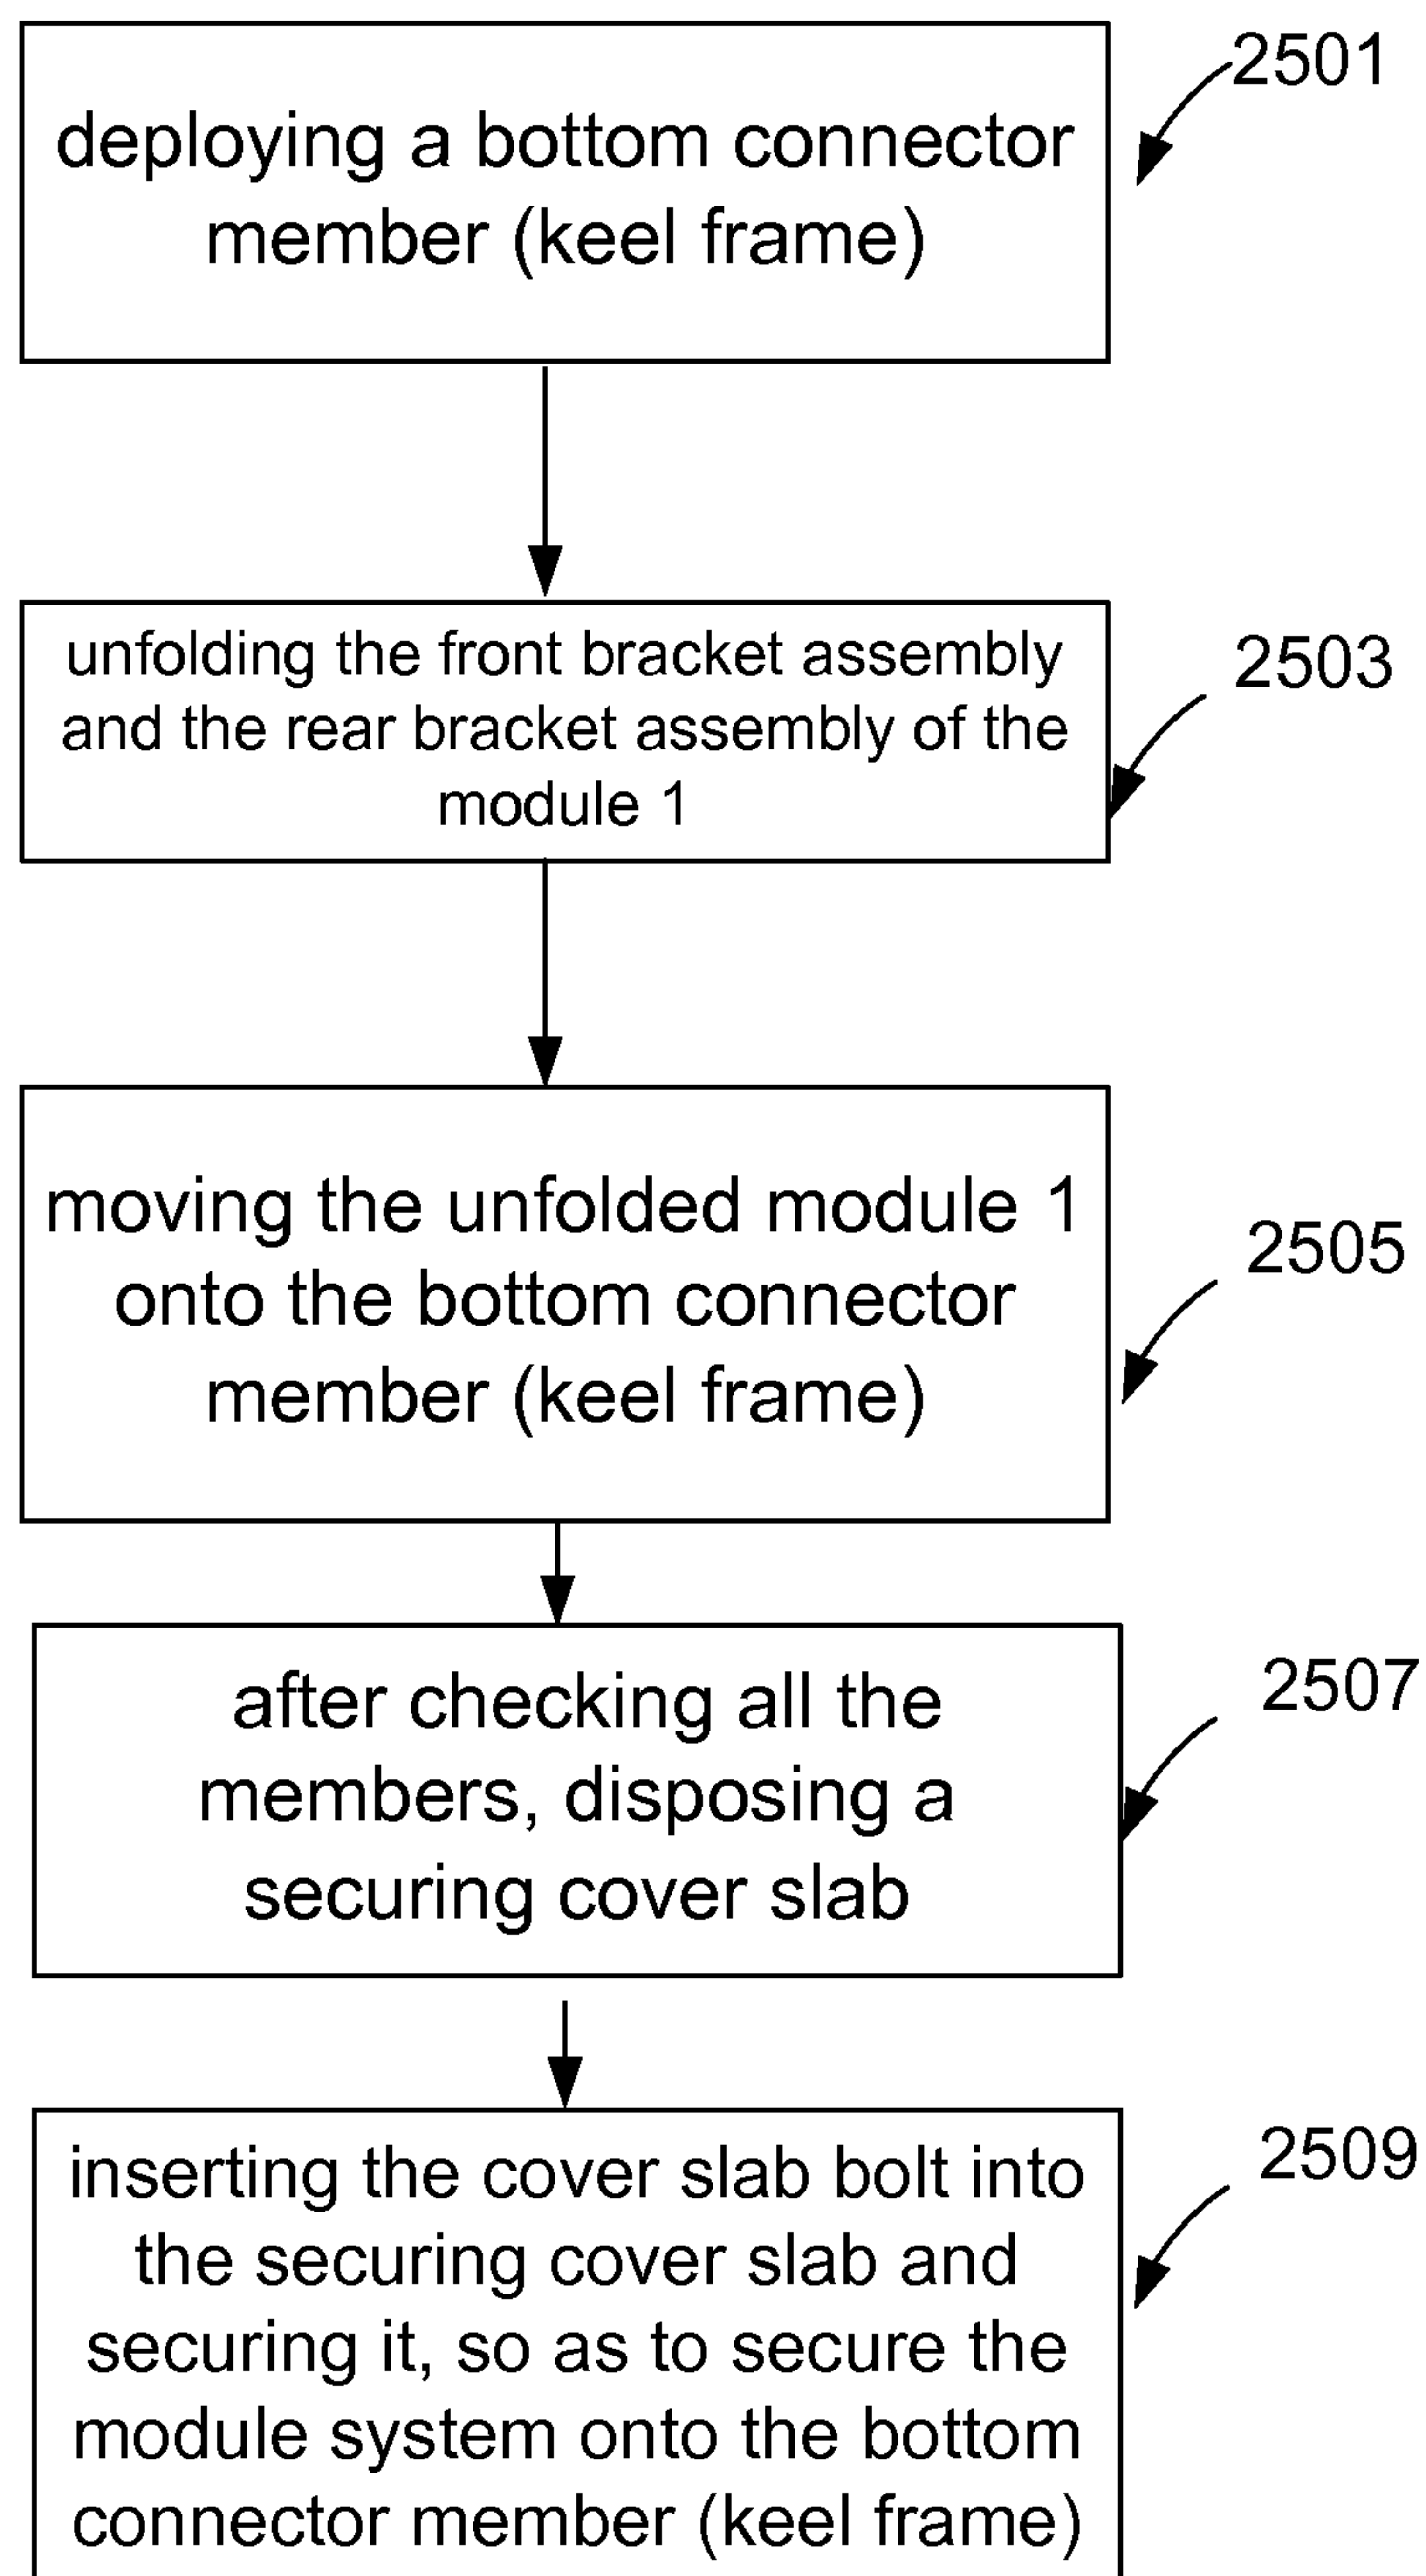 deploying a bottom connector
member (keel frame)
2501
unfolding the front bracket assembly
and the rear bracket assembly of the
module 1
2503
moving the unfolded module 1
onto the bottom connector
member (keel frame)
2505
after checking all the
members, disposing a
securing cover slab
2507
inserting the cover slab bolt into
the securing cover slab and
securing it, so as to secure the
module system onto the bottom
connector member (keel frame)
2509